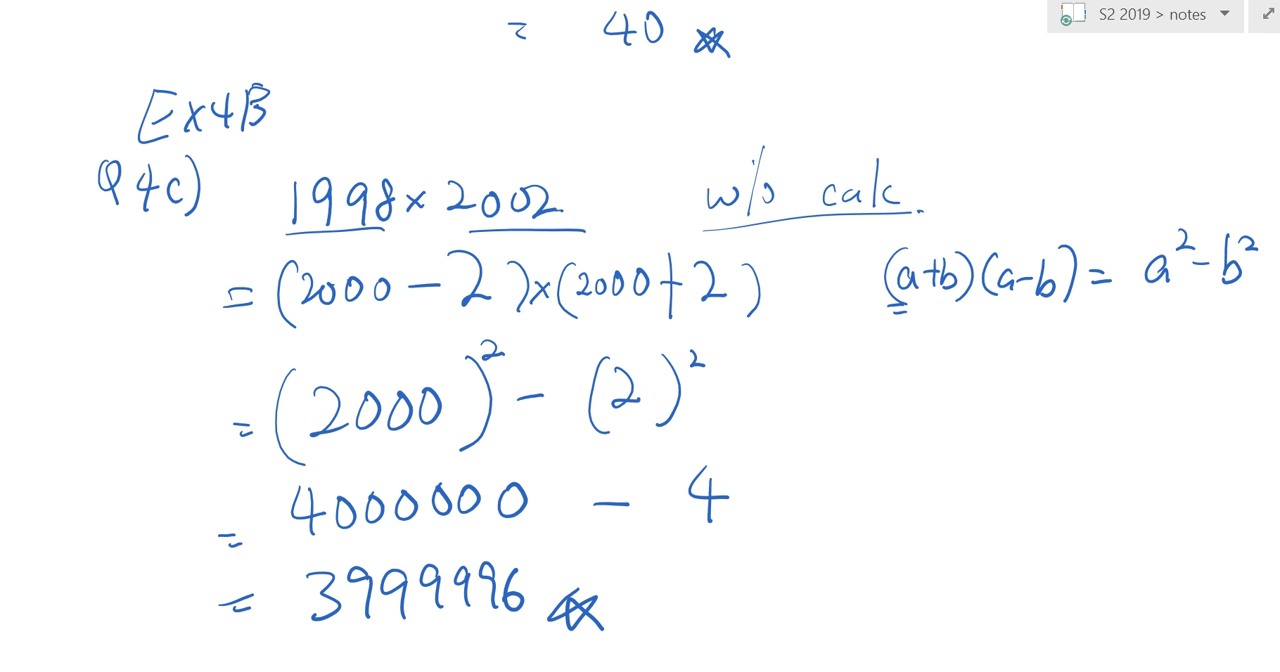 S2 2019 > notes
= 40
Ex4B
Q4c) 1998 × 2002 w/o calc.
= (2000 - 2) × (2000 + 2) (a+b)(a-b) = a² - b²
= (2000)² - (2)²
= 4000000 - 4
= 3999996